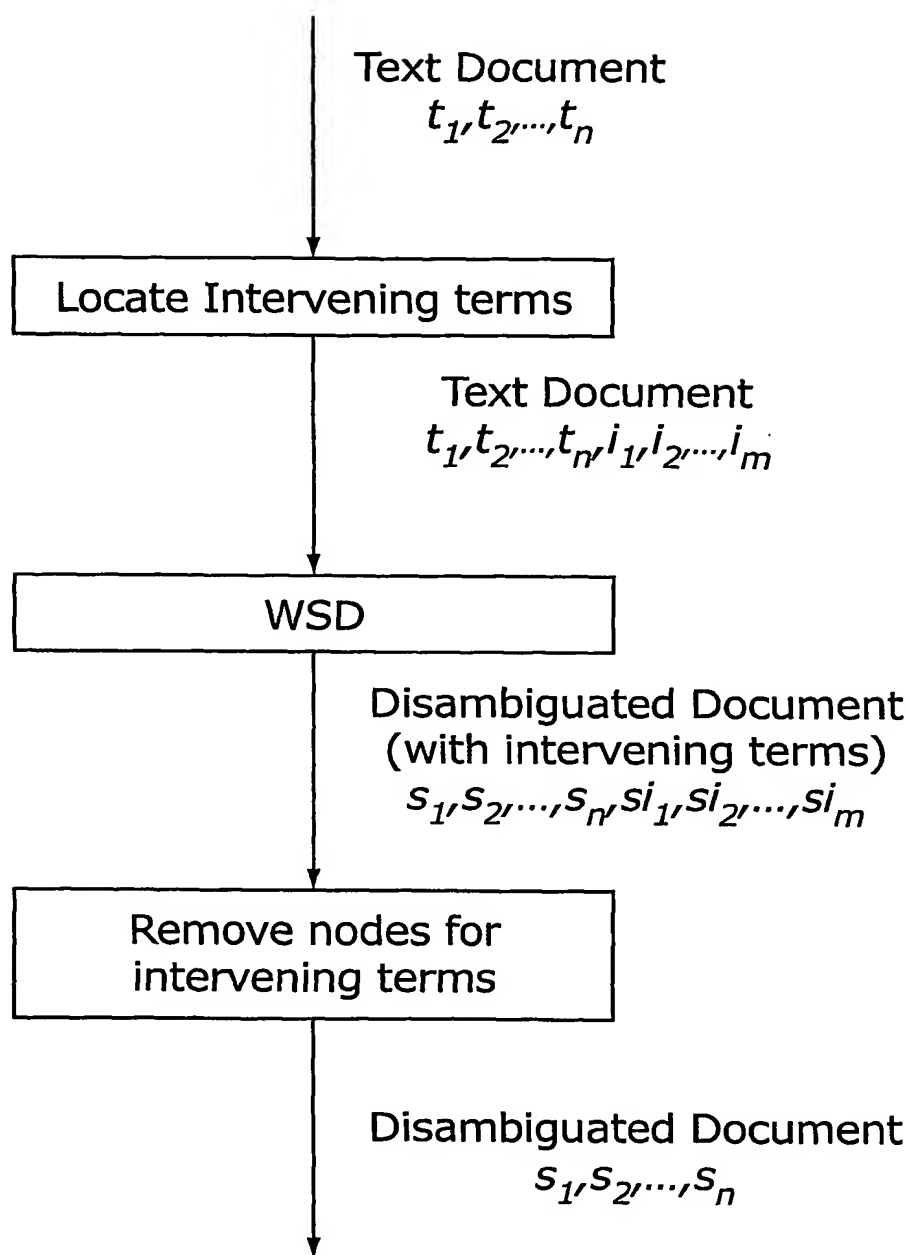 Text Document
t₁,t₂,...,tₙ
Locate Intervening terms
Text Document
t₁,t₂,...,tₙ,i₁,i₂,...,iₘ
WSD
Disambiguated Document
(with intervening terms)
s₁,s₂,...,sₙ,si₁,si₂,...,siₘ
Remove nodes for
intervening terms
Disambiguated Document
s₁,s₂,...,sₙ